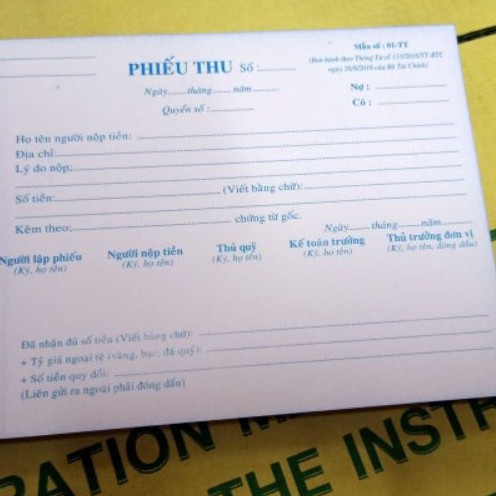 Mẫu số : 01-TT
PHIẾU THU Số :........
(Ban hành theo Thông Tư số 133/2016/TT-BTC
ngày 26/8/2016 của Bộ Tài Chính)
Ngày.......tháng.......năm..........
Nợ :
Quyển số :
Có :
Họ tên người nộp tiền:
Địa chỉ:
Lý do nộp:
Số tiền: (Viết bằng chữ):
Kèm theo: chứng từ gốc.
Ngày.......tháng.......năm..........
Người lập phiếu Người nộp tiền Thủ quỹ Kế toán trưởng Thủ trưởng đơn vị
(Ký, họ tên) (Ký, họ tên) (Ký, họ tên) (Ký, họ tên) (Ký, họ tên, đóng dấu)
Đã nhận đủ số tiền (Viết bằng chữ):
+ Tỷ giá ngoại tệ (vàng, bạc, đá quý):
+ Số tiền quy đổi:
(Liên gửi ra ngoài phải đóng dấu)
RATION
THE INSTR